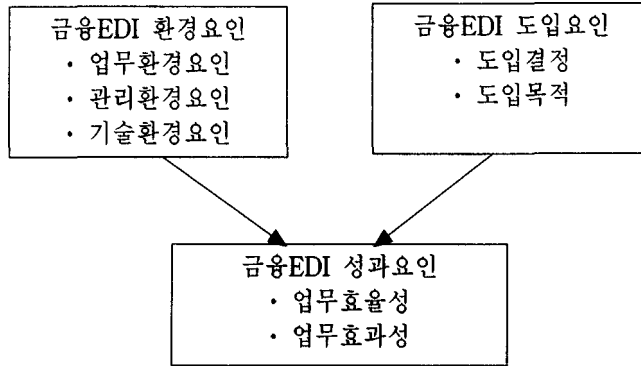 금융EDI 환경요인
· 업무환경요인
· 관리환경요인
· 기술환경요인
금융EDI 도입요인
· 도입결정
· 도입목적
금융EDI 성과요인
· 업무효율성
· 업무효과성